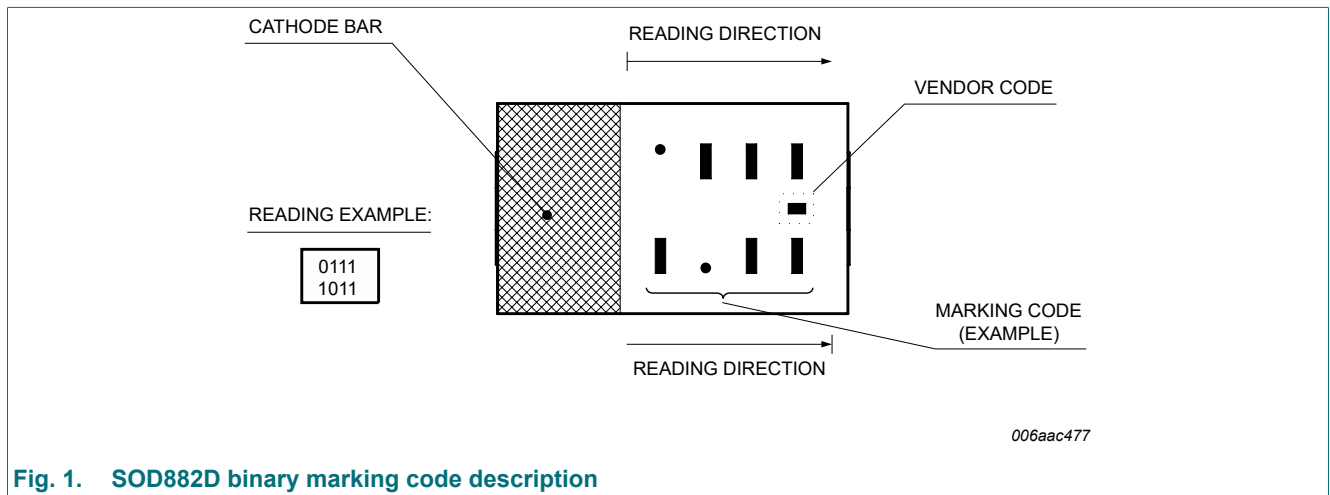 CATHODE BAR
READING DIRECTION
VENDOR CODE
READING EXAMPLE:
0111
1011
MARKING CODE
(EXAMPLE)
READING DIRECTION
006aac477
Fig. 1. SOD882D binary marking code description